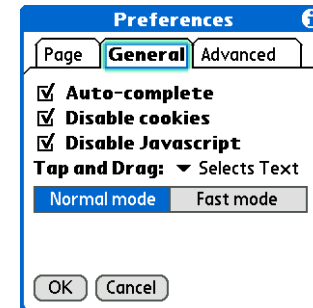 Preferences i
Page General Advanced
Auto-complete
Disable cookies
Disable Javascript
Tap and Drag: Selects Text
Normal mode Fast mode
OK Cancel